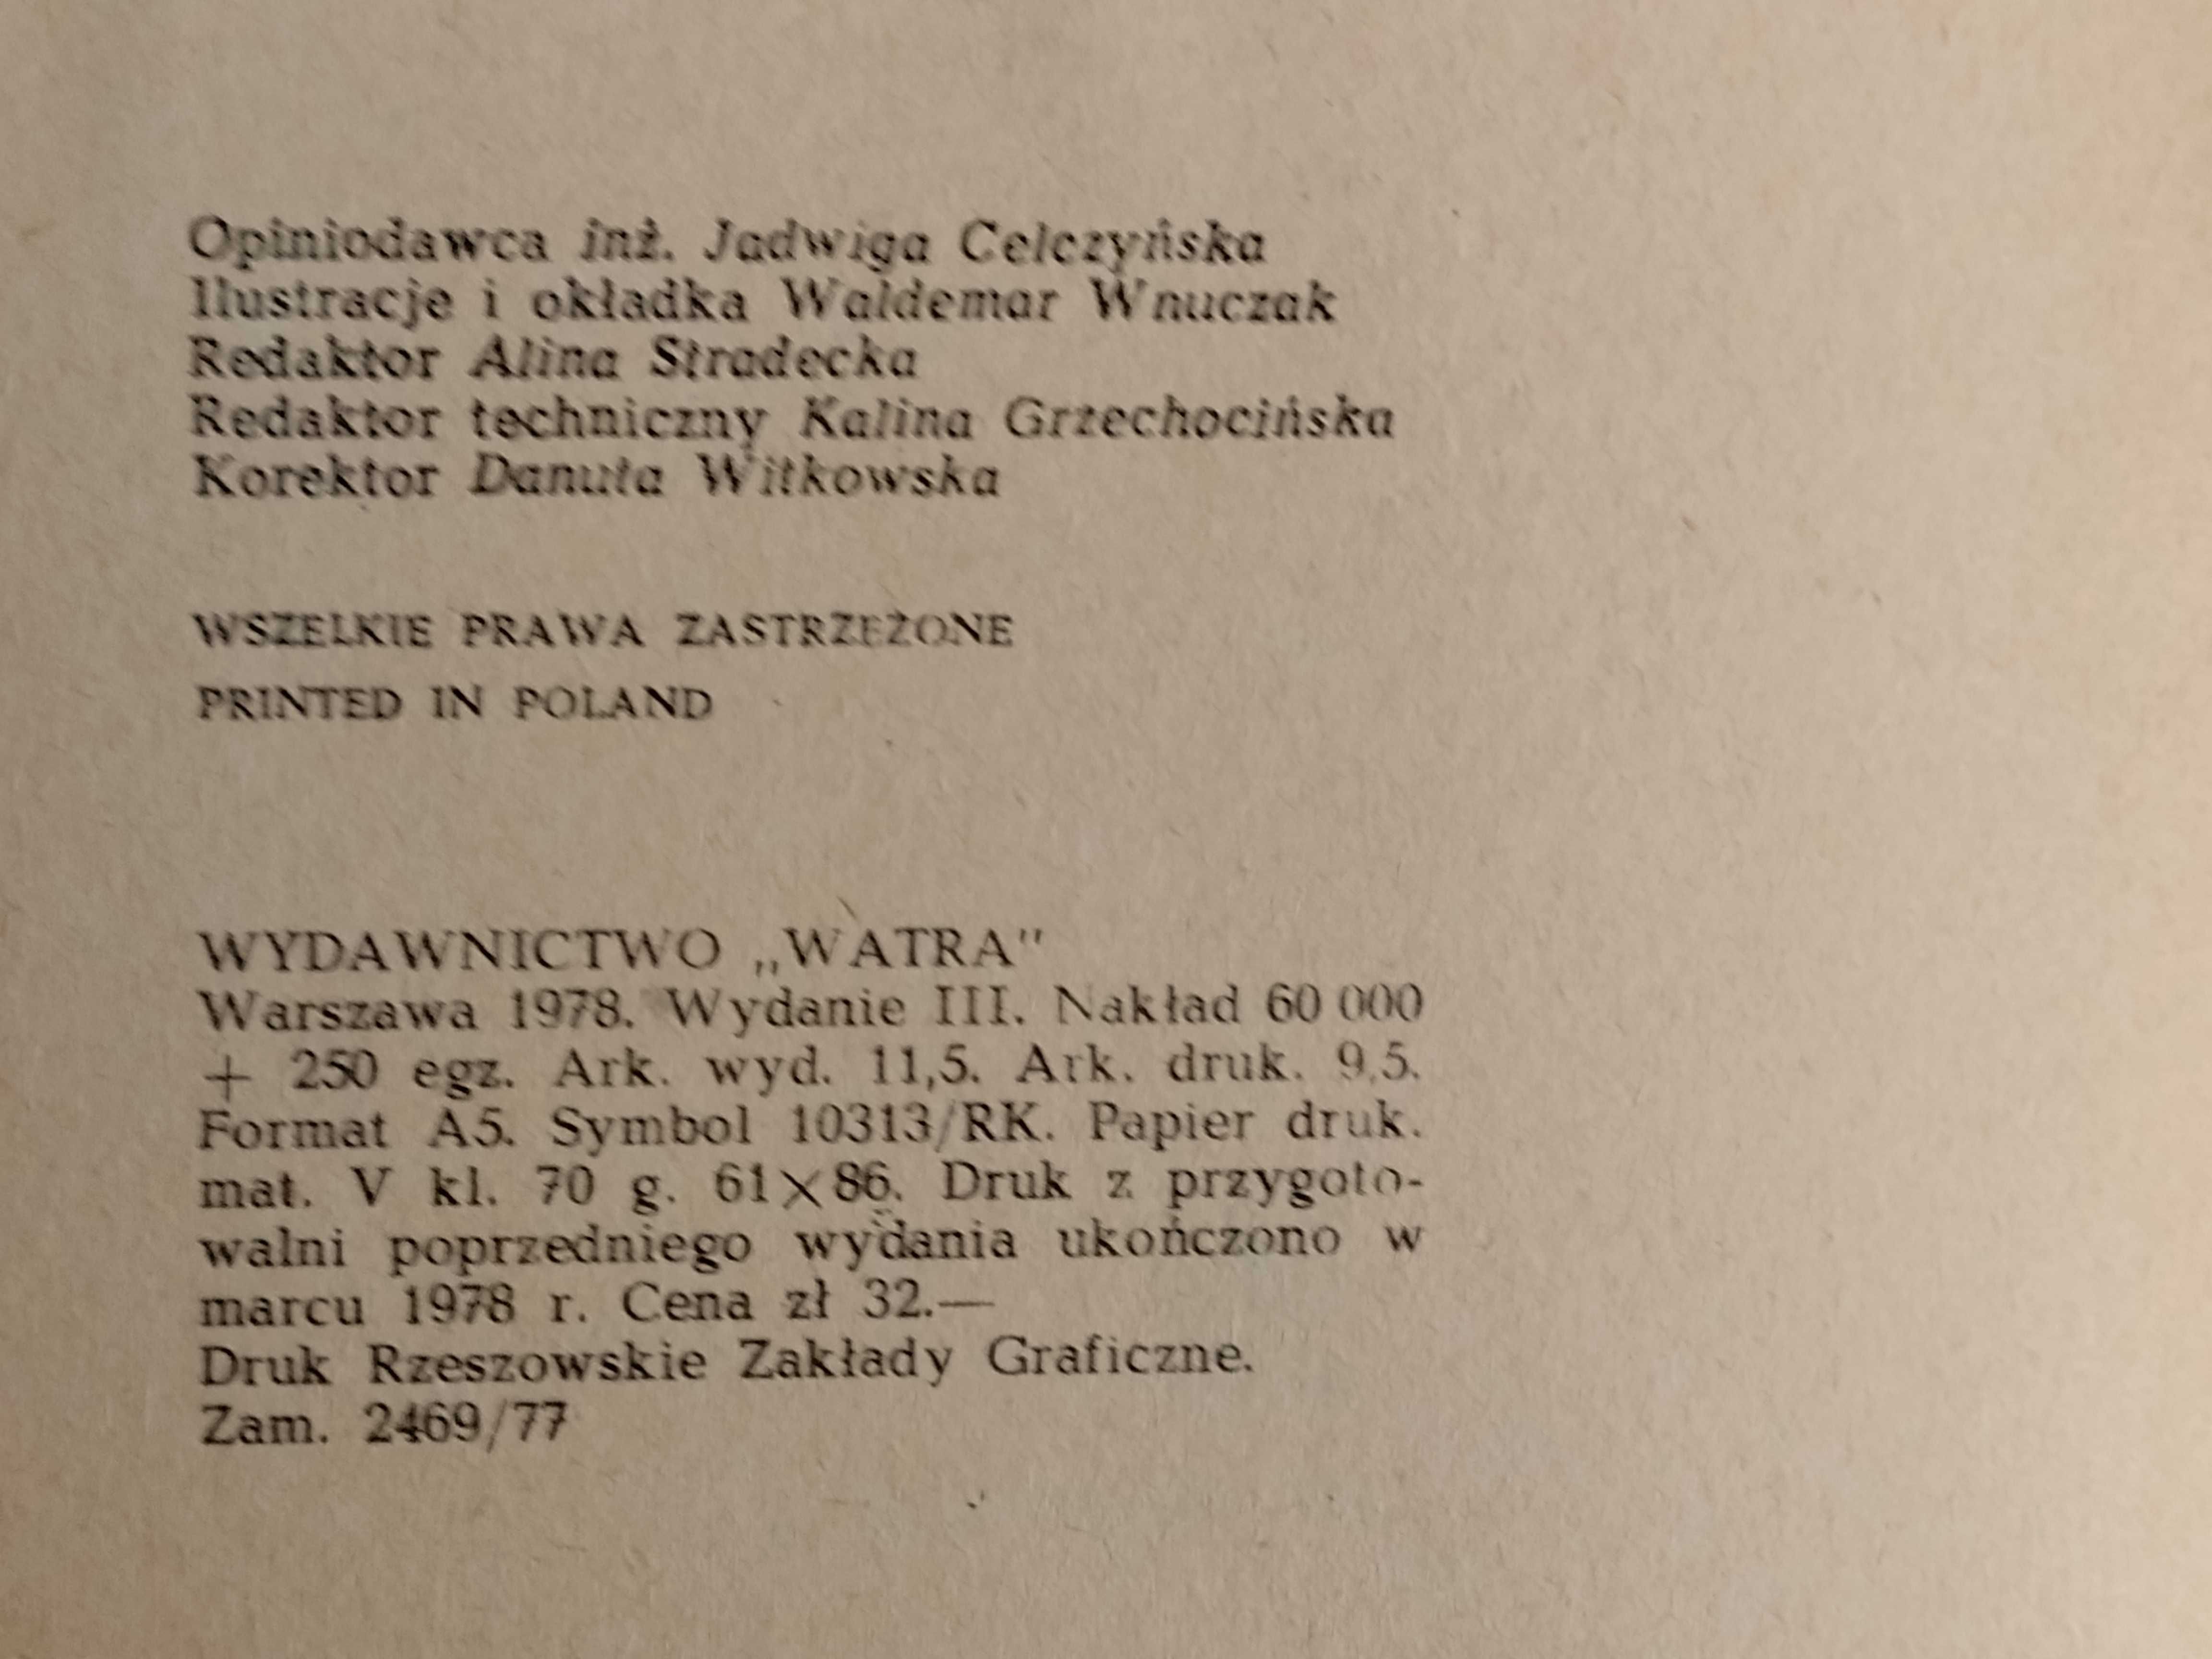 Opiniodawca inż. Jadwiga Celczyńska
Ilustracje i okładka Waldemar Wnuczak
Redaktor Alina Stradecka
Redaktor techniczny Kalina Grzechocińska
Korektor Danuta Witkowska
WSZELKIE PRAWA ZASTRZEŻONE
PRINTED IN POLAND
WYDAWNICTWO „WATRA"
Warszawa 1978. Wydanie III. Nakład 60 000
+ 250 egz. Ark. wyd. 11,5. Ark. druk. 9,5.
Format A5. Symbol 10313/RK. Papier druk.
mat. V kl. 70 g. 61×86. Druk z przygoto-
walni poprzedniego wydania ukończono w
marcu 1978 r. Cena zł 32.—
Druk Rzeszowskie Zakłady Graficzne.
Zam. 2469/77